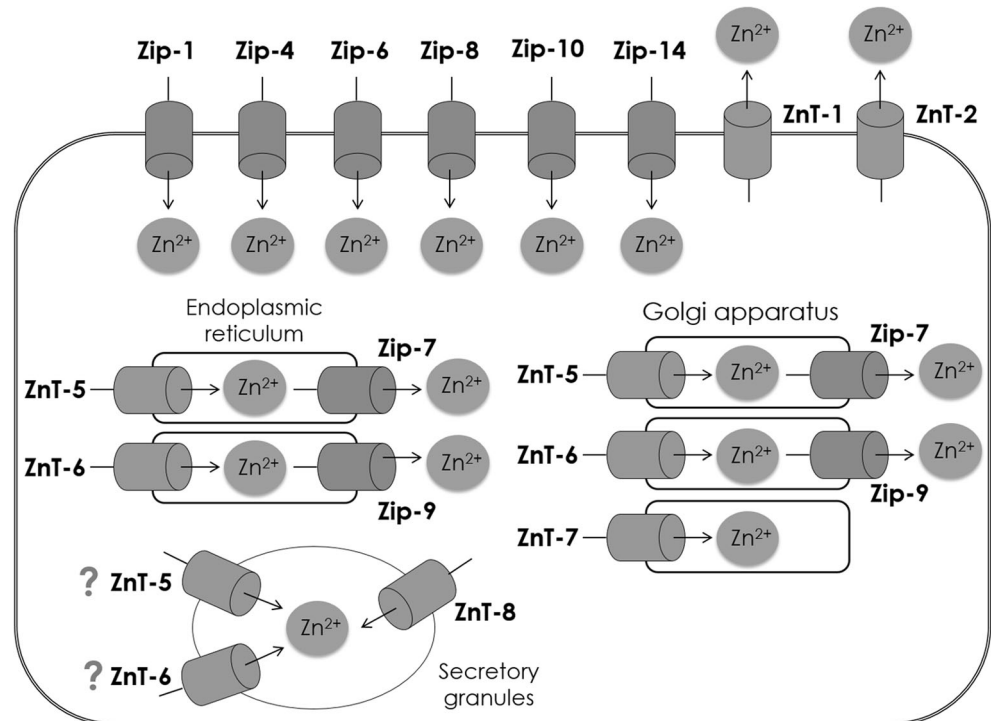 Zip-1 Zip-4 Zip-6 Zip-8 Zip-10 Zip-14 Zn2+ Zn2+
ZnT-1 ZnT-2
Zn2+ Zn2+ Zn2+ Zn2+ Zn2+ Zn2+
Endoplasmic
reticulum
Zip-7
ZnT-5 Zn2+ Zn2+
ZnT-6 Zn2+ Zn2+
Zip-9
Golgi apparatus
Zip-7
ZnT-5 Zn2+ Zn2+
ZnT-6 Zn2+ Zn2+
Zip-9
ZnT-7 Zn2+
? ZnT-5
ZnT-8
Zn2+
? ZnT-6
Secretory
granules